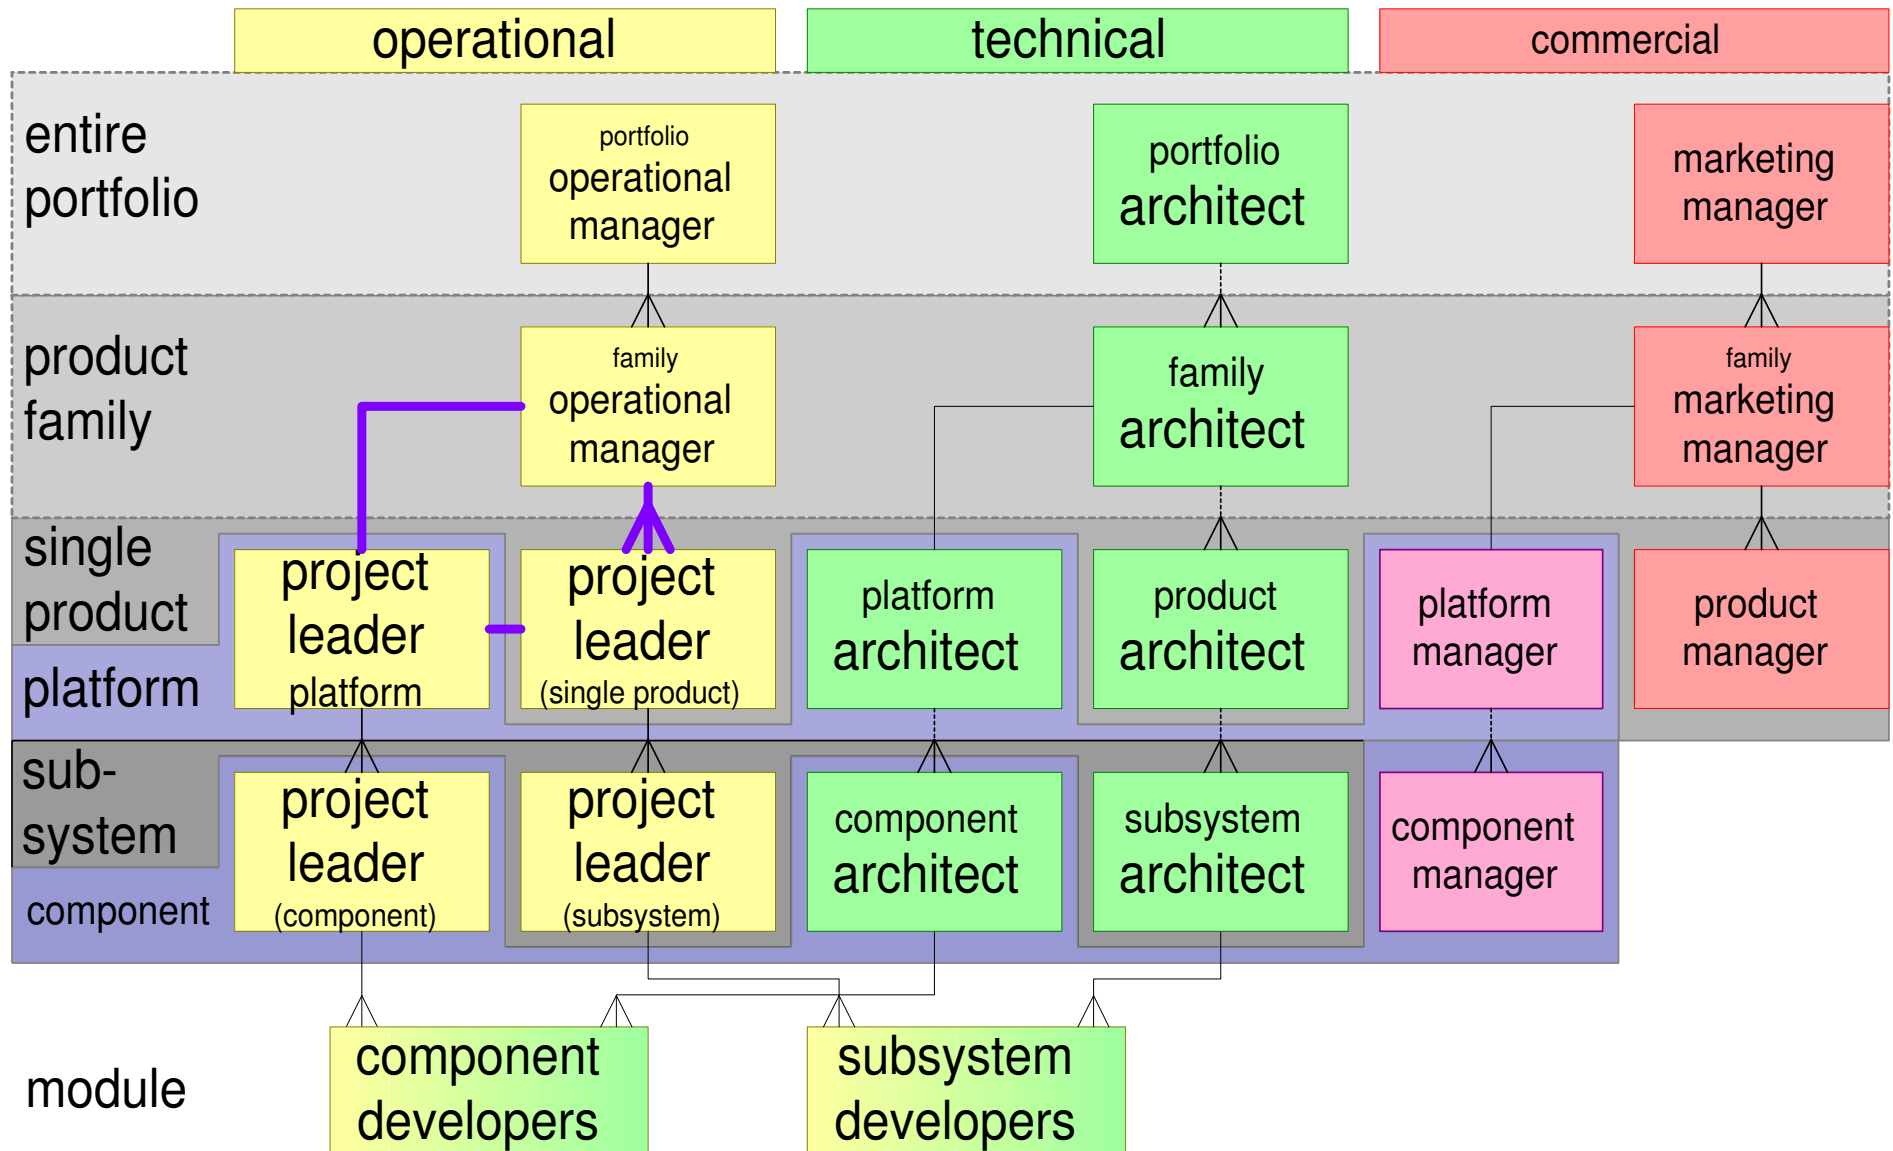 operational
technical
commercial
entire
portfolio
portfolio
operational
manager
portfolio
architect
marketing
manager
product
family
family
operational
manager
family
architect
family
marketing
manager
single
product
platform
project
leader
platform
project
leader
(single product)
platform
architect
product
architect
platform
manager
product
manager
sub-
system
component
project
leader
(component)
project
leader
(subsystem)
component
architect
subsystem
architect
component
manager
module
component
developers
subsystem
developers